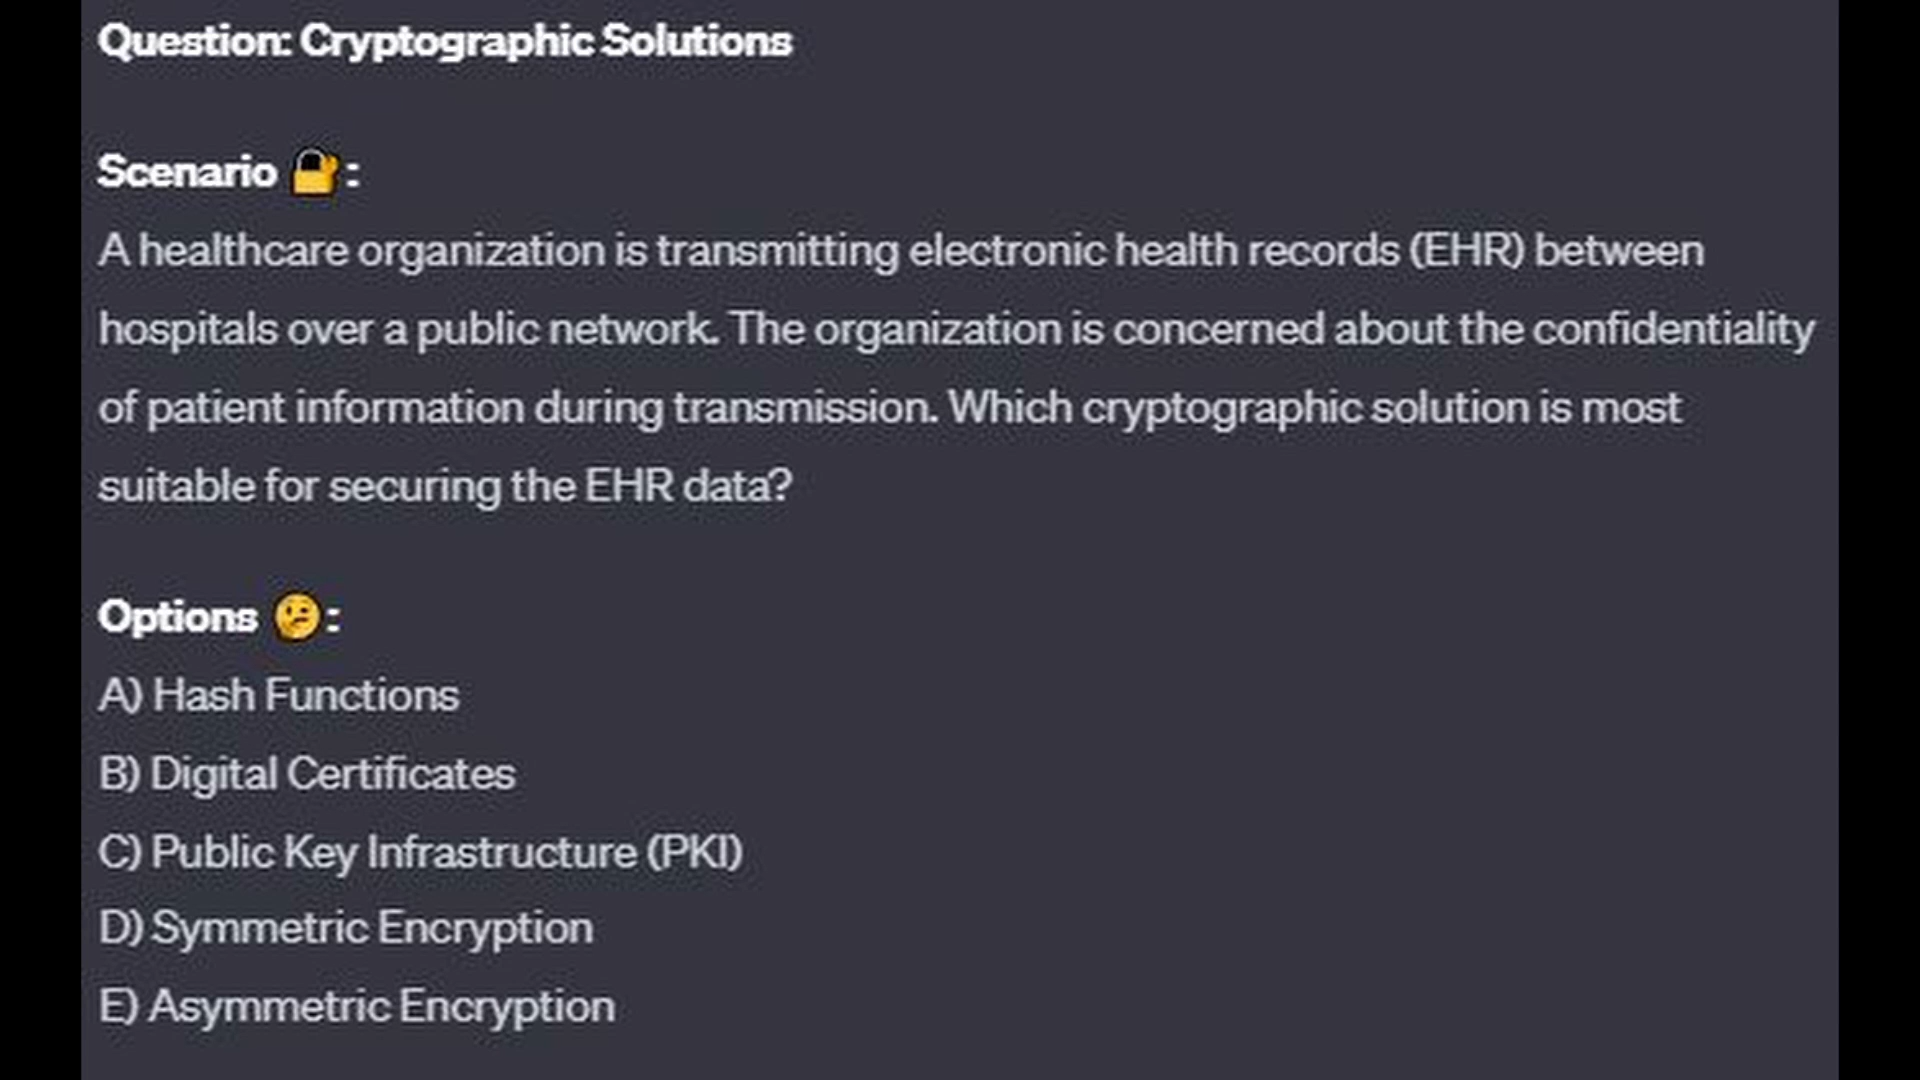 Question: Cryptographic Solutions
Scenario 🔐:
A healthcare organization is transmitting electronic health records (EHR) between
hospitals over a public network. The organization is concerned about the confidentiality
of patient information during transmission. Which cryptographic solution is most
suitable for securing the EHR data?
Options 🤔:
A) Hash Functions
B) Digital Certificates
C) Public Key Infrastructure (PKI)
D) Symmetric Encryption
E) Asymmetric Encryption